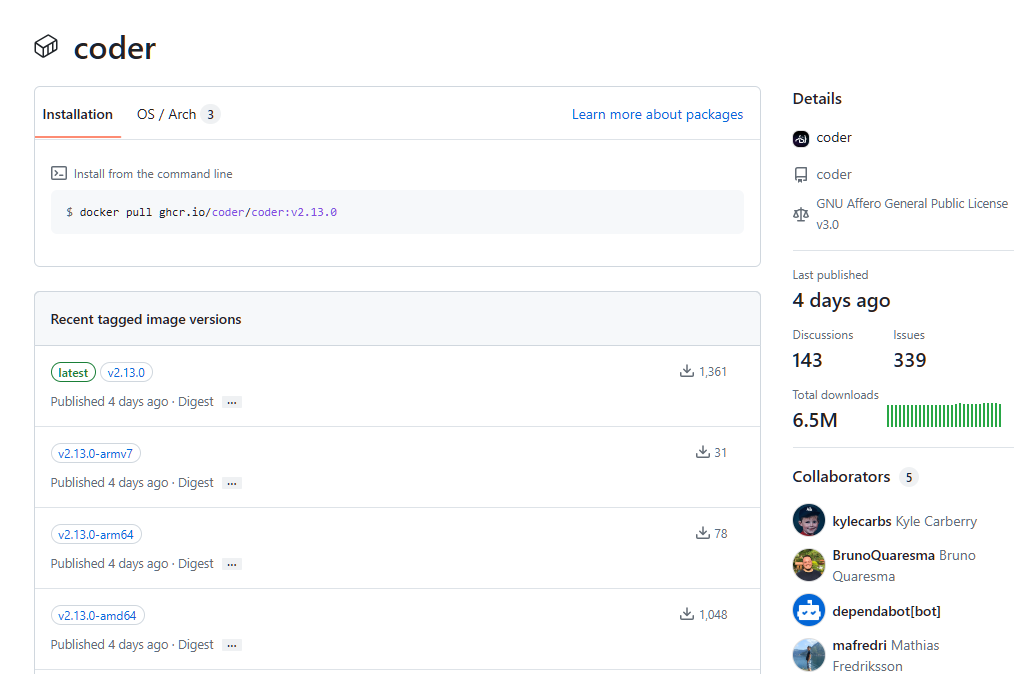 coder
Installation
OS / Arch 3
Learn more about packages
Install from the command line
$ docker pull ghcr.io/coder/coder:v2.13.0
Recent tagged image versions
latest v2.13.0
1,361
Published 4 days ago · Digest ...
v2.13.0-armv7
31
Published 4 days ago · Digest ...
v2.13.0-arm64
78
Published 4 days ago · Digest ...
v2.13.0-amd64
1,048
Published 4 days ago · Digest ...
Details
coder
coder
GNU Affero General Public License
v3.0
Last published
4 days ago
Discussions Issues
143 339
Total downloads
6.5M
Collaborators 5
kylecarbs Kyle Carberry
BrunoQuaresma Bruno
Quaresma
dependabot[bot]
mafredri Mathias
Fredriksson